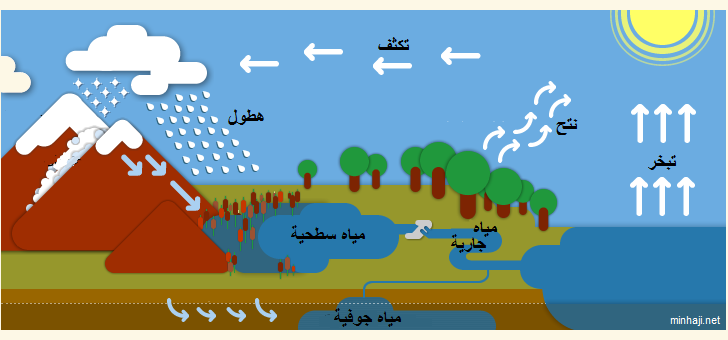 تكثف
هطول
نتح
تبخر
مياه سطحية
مياه
جارية
مياه جوفية
minhaji.net